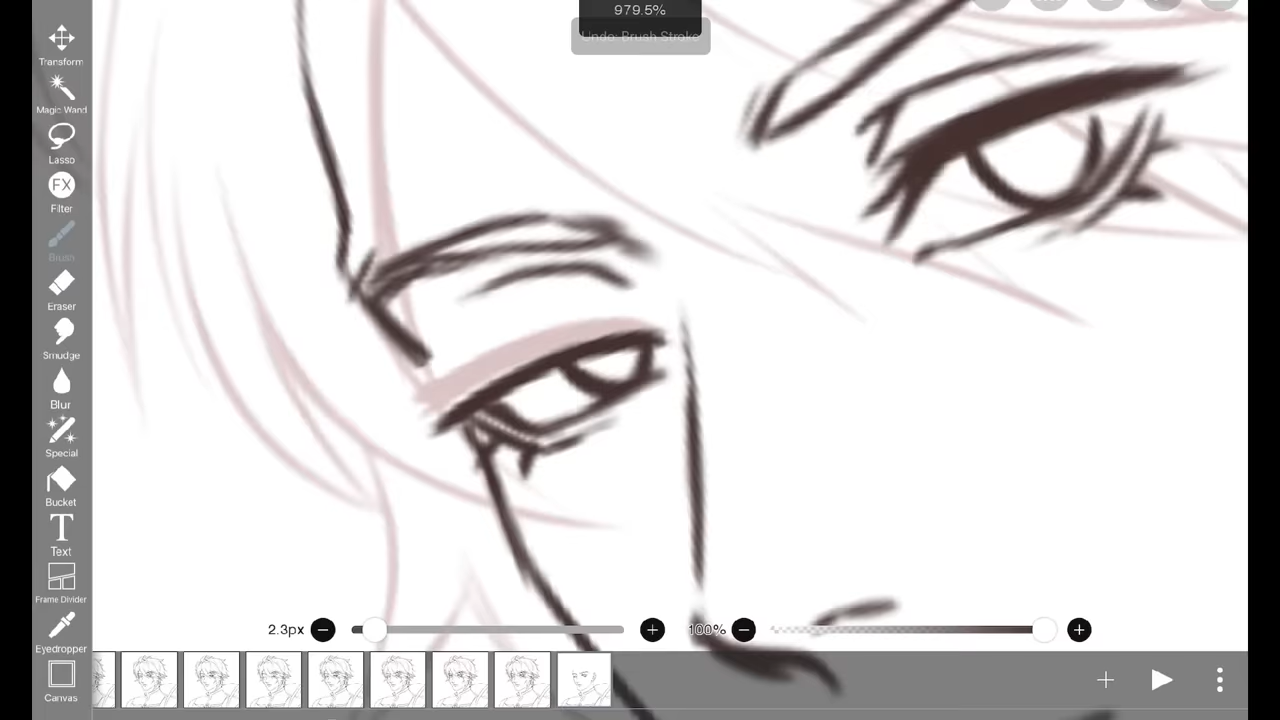 979.5%
Undo: Brush Stroke
Transform
Magic Wand
Lasso
FX
Filter
Brush
Eraser
Smudge
Blur
Special
Bucket
T
Text
Frame Divider
Eyedropper
Canvas
2.3px
100%